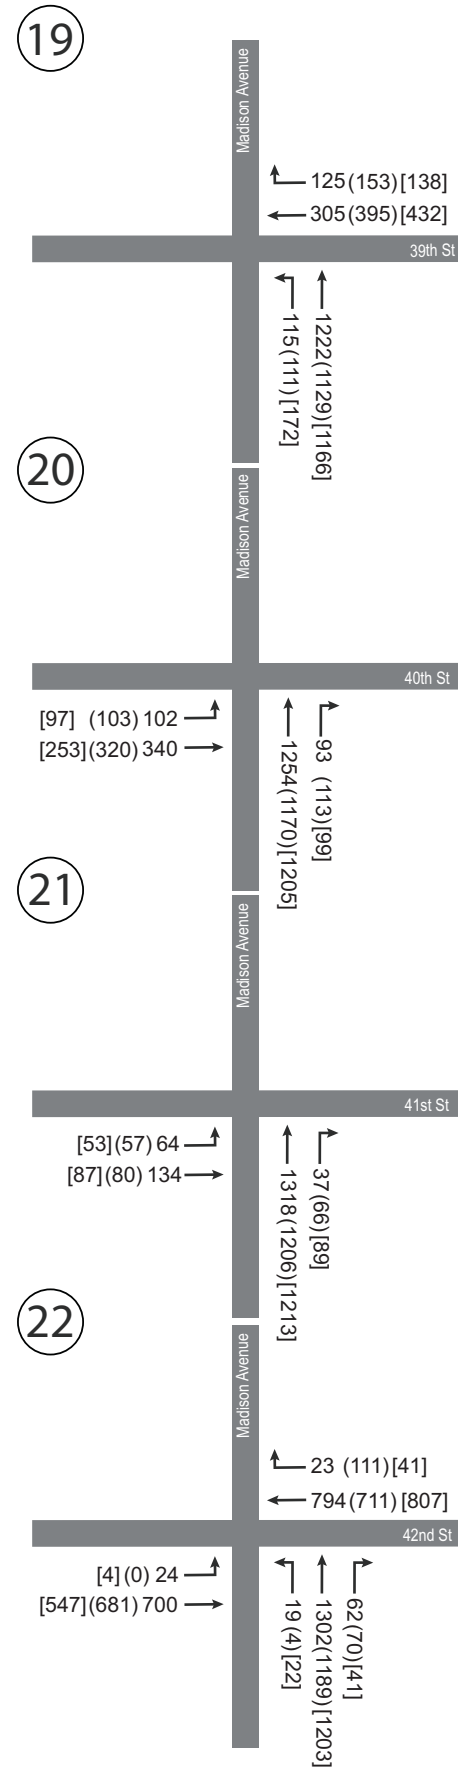 19
Madison Avenue
125 (153) [138]
305 (395) [432]
39th St
115 (111) [172]
1222 (1129) [1166]
20
Madison Avenue
40th St
[97] (103) 102
[253] (320) 340
1254 (1170) [1205]
93 (113) [99]
21
Madison Avenue
41st St
[53] (57) 64
[87] (80) 134
1318 (1206) [1213]
37 (66) [89]
22
Madison Avenue
23 (111) [41]
794 (711) [807]
42nd St
[4] (0) 24
[547] (681) 700
19 (4) [22]
1302 (1189) [1203]
62 (70) [41]